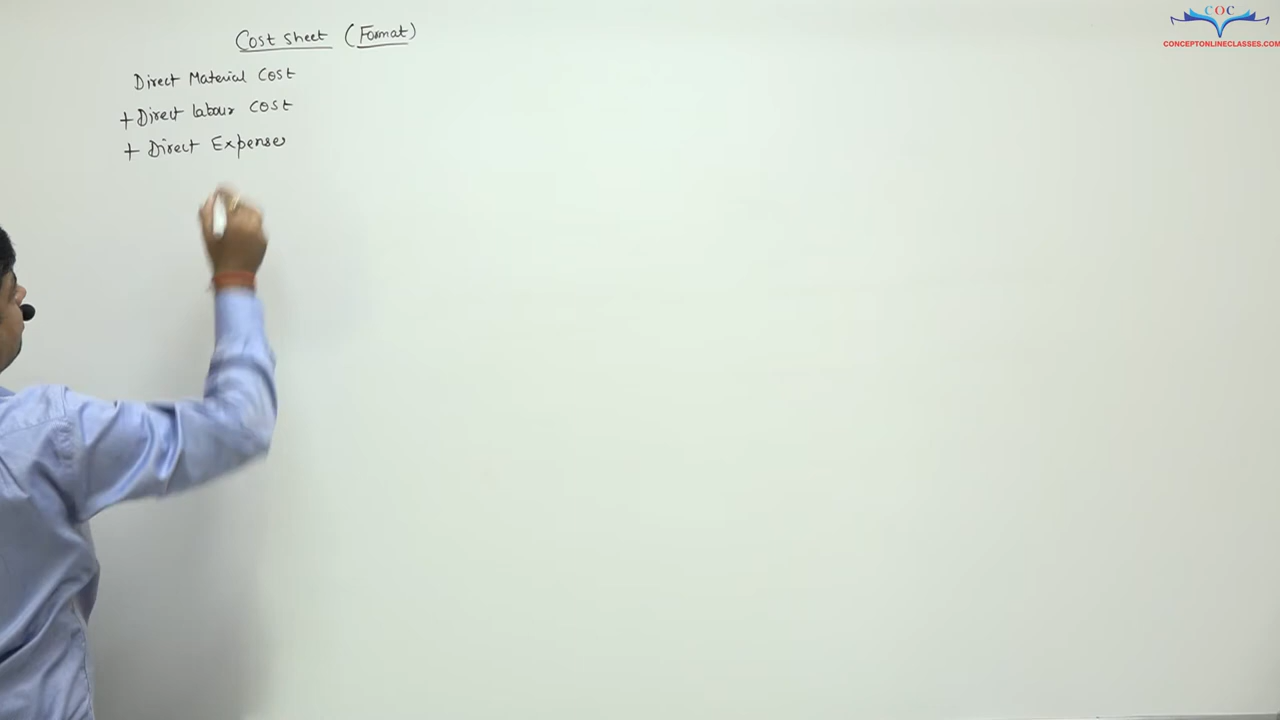 COC
CONCEPTONLINECLASSES.COM
Cost sheet (Format)
Direct Material Cost
+ Direct labour cost
+ Direct Expenses